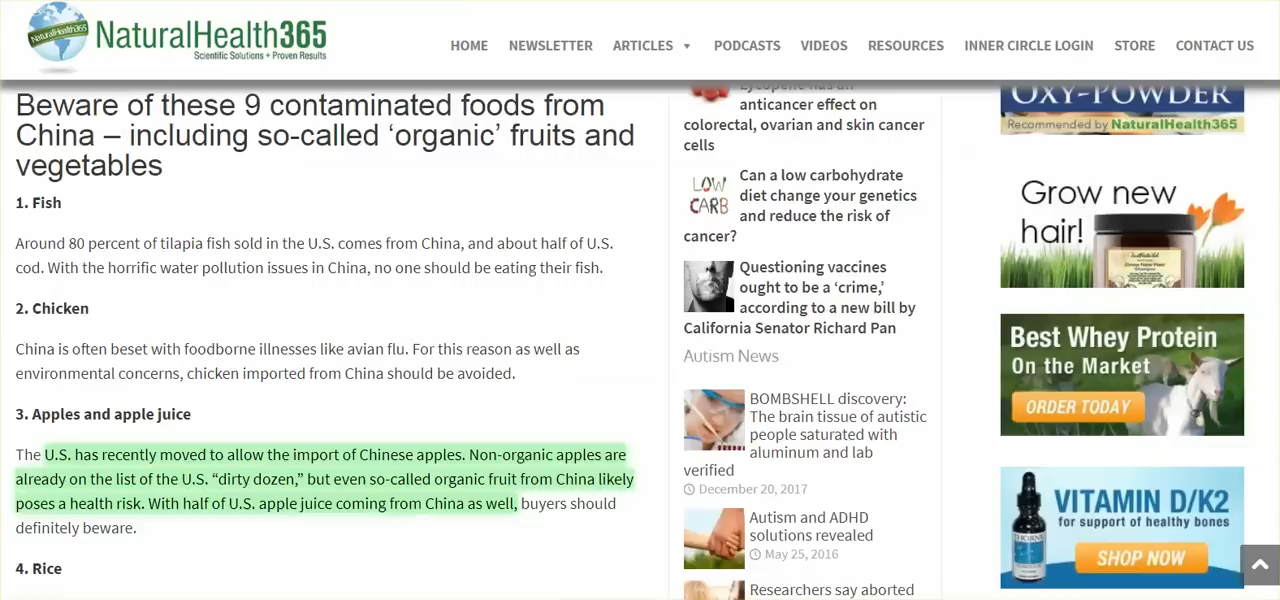 NaturalHealth365
NaturalHealth365
Scientific Solutions + Proven Results
HOME NEWSLETTER ARTICLES PODCASTS VIDEOS RESOURCES INNER CIRCLE LOGIN STORE CONTACT US
Beware of these 9 contaminated foods from
China – including so-called ‘organic’ fruits and
vegetables
1. Fish
Around 80 percent of tilapia fish sold in the U.S. comes from China, and about half of U.S.
cod. With the horrific water pollution issues in China, no one should be eating their fish.
2. Chicken
China is often beset with foodborne illnesses like avian flu. For this reason as well as
environmental concerns, chicken imported from China should be avoided.
3. Apples and apple juice
The U.S. has recently moved to allow the import of Chinese apples. Non-organic apples are
already on the list of the U.S. “dirty dozen,” but even so-called organic fruit from China likely
poses a health risk. With half of U.S. apple juice coming from China as well, buyers should
definitely beware.
4. Rice
Lycopene has an
anticancer effect on
colorectal, ovarian and skin cancer
cells
LOW
CARB
Can a low carbohydrate
diet change your genetics
and reduce the risk of
cancer?
Questioning vaccines
ought to be a ‘crime,’
according to a new bill by
California Senator Richard Pan
Autism News
BOMBSHELL discovery:
The brain tissue of autistic
people saturated with
aluminum and lab
verified
December 20, 2017
Autism and ADHD
solutions revealed
May 25, 2016
Researchers say aborted
OXY-POWDER
Recommended by NaturalHealth365
Grow new
hair!
Best Whey Protein
On the Market
ORDER TODAY
VITAMIN D/K2
for support of healthy bones
THORNE
SHOP NOW